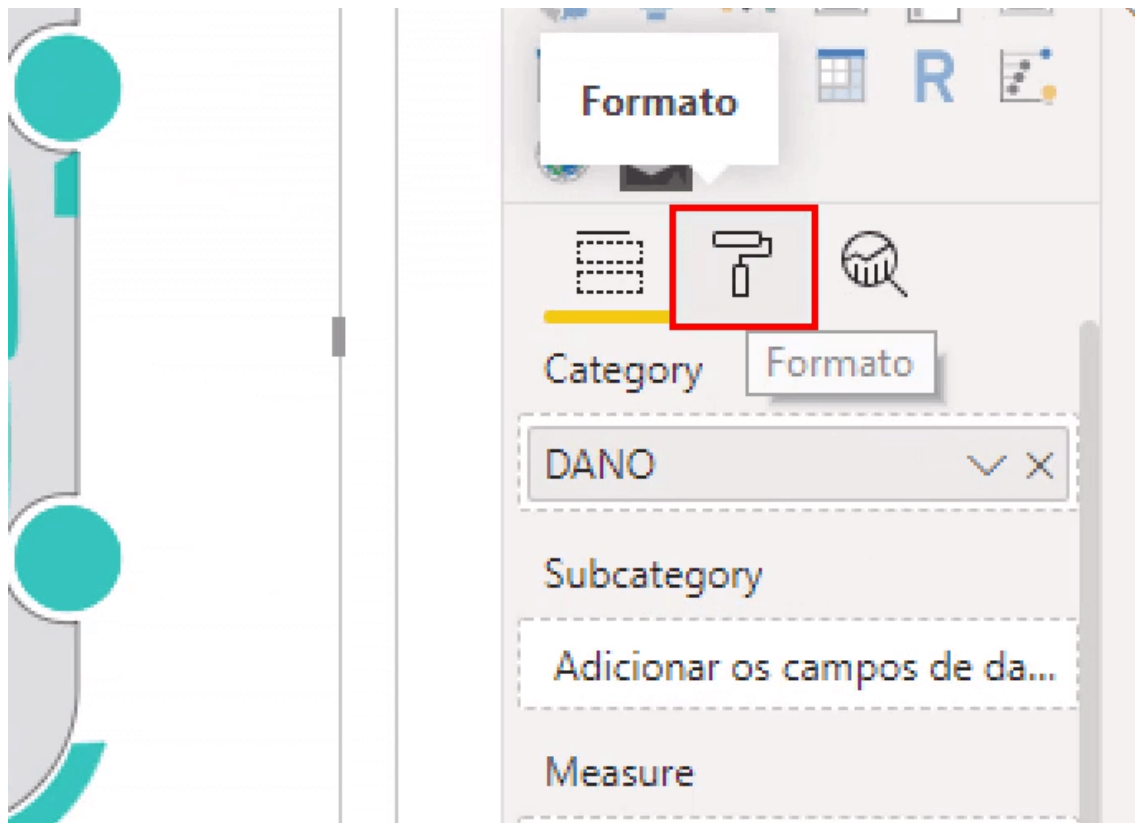 Formato
R
Category
Formato
DANO
Subcategory
Adicionar os campos de da...
Measure